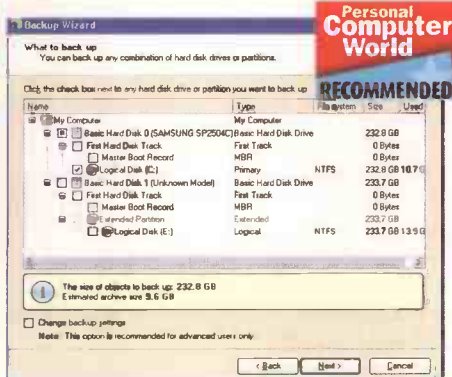 Backup Wizard
Personal
Computer
World
RECOMMENDED
What to back up
You can back up any combination of hard disk drives or partitions.
Click the check box next to any hard disk drive or partition you want to back up
Name Type File system Size Used
My Computer My Computer
Basic Hard Disk 0 (SAMSUNG SP2504C) Basic Hard Disk Drive 232.8 GB
First Hard Disk Track First Track 0 Bytes
Master Boot Record MBR 0 Bytes
Logical Disk (C:) Primary NTFS 232.8 GB 10.7 G
Basic Hard Disk 1 (Unknown Model) Basic Hard Disk Drive 233.7 GB
First Hard Disk Track First Track 0 Bytes
Master Boot Record MBR 0 Bytes
Extended Partition Extended 233.7 GB
Logical Disk (E:) Logical NTFS 233.7 GB 13.9 G
The size of objects to back up: 232.8 GB
Estimated archive size 9.6 GB
Change backup settings
Note: This option is recommended for advanced users only
< Back Next > Cancel